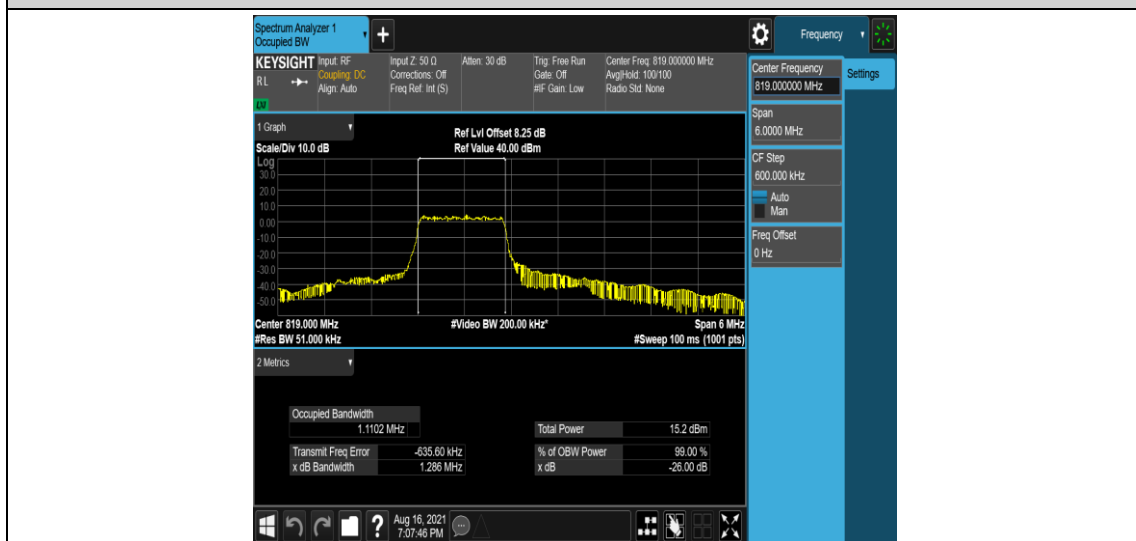 Spectrum Analyzer 1
Occupied BW
Frequency
KEYSIGHT
RL
LXI
Input: RF
Coupling: DC
Align: Auto
Input Z: 50 Ω
Corrections: Off
Freq Ref: Int (S)
Atten: 30 dB
Trig: Free Run
Gate: Off
#IF Gain: Low
Center Freq: 819.000000 MHz
Avg|Hold: 100/100
Radio Std: None
Center Frequency
819.000000 MHz
Settings
Span
6.0000 MHz
CF Step
600.000 kHz
Auto
Man
Freq Offset
0 Hz
1 Graph
Scale/Div 10.0 dB
Ref Lvl Offset 8.25 dB
Ref Value 40.00 dBm
Log
30.0
20.0
10.0
0.00
-10.0
-20.0
-30.0
-40.0
-50.0
Center 819.000 MHz
#Res BW 51.000 kHz
#Video BW 200.00 kHz*
Span 6 MHz
#Sweep 100 ms (1001 pts)
2 Metrics
Occupied Bandwidth
1.1102 MHz
Total Power 15.2 dBm
Transmit Freq Error -635.60 kHz
% of OBW Power 99.00 %
x dB Bandwidth 1.286 MHz
x dB -26.00 dB
?
Aug 16, 2021
7:07:46 PM